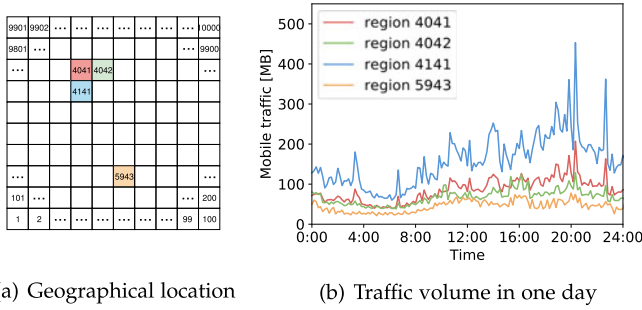 9901 9902 ... ... ... ... ... ... 10000
9801 ... ... 9900
... 4041 4042 ...
4141
5943
... ... ... ...
101 ... ... 200
1 2 ... ... ... ... ... 99 100
(a) Geographical location
Mobile traffic [MB]
500
400
300
200
100
0
region 4041
region 4042
region 4141
region 5943
0:00 4:00 8:00 12:00 16:00 20:00 24:00
Time
(b) Traffic volume in one day